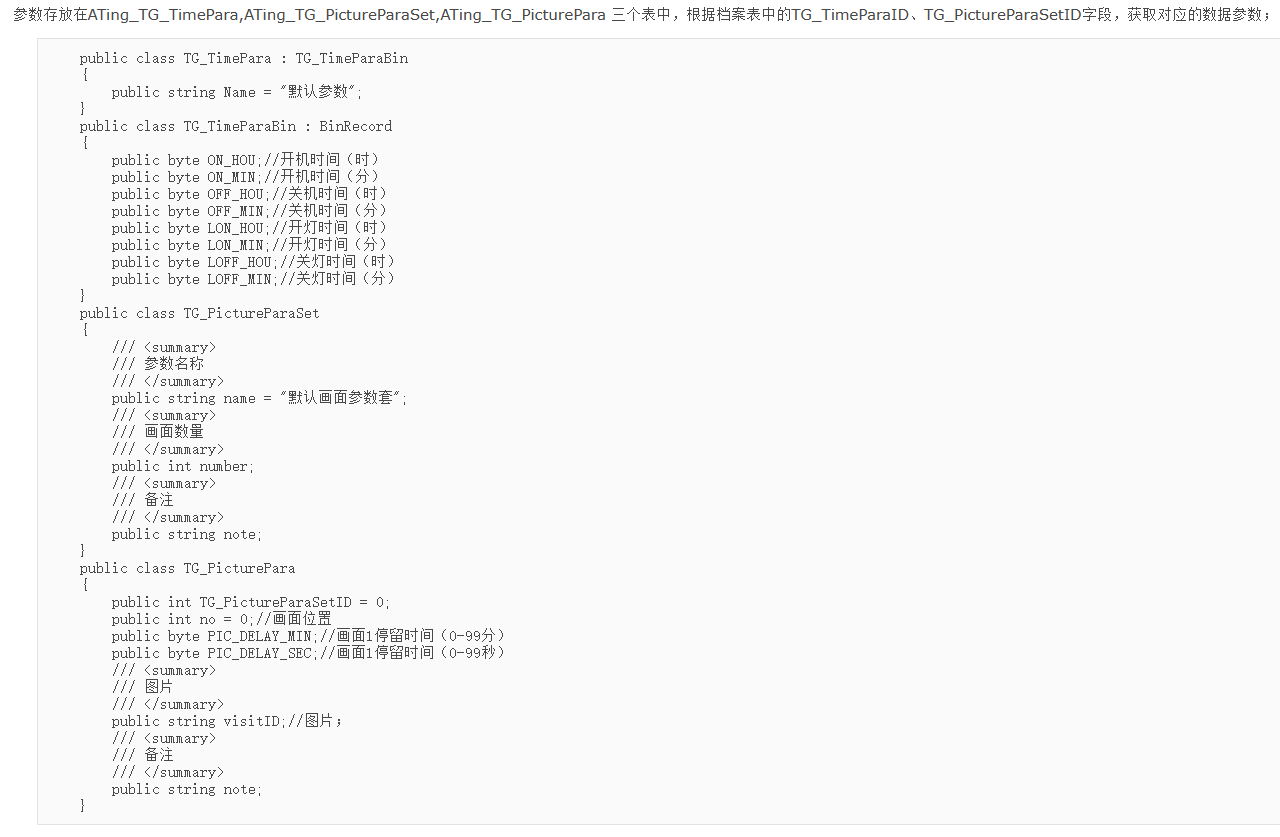 参数存放在ATing_TG_TimePara,ATing_TG_PictureParaSet,ATing_TG_PicturePara 三个表中，根据档案表中的TG_TimeParaID、TG_PictureParaSetID字段，获取对应的数据参数；
public class TG_TimePara : TG_TimeParaBin
{
public string Name = "默认参数";
}
public class TG_TimeParaBin : BinRecord
{
public byte ON_HOU;//开机时间（时）
public byte ON_MIN;//开机时间（分）
public byte OFF_HOU;//关机时间（时）
public byte OFF_MIN;//关机时间（分）
public byte LON_HOU;//开灯时间（时）
public byte LON_MIN;//开灯时间（分）
public byte LOFF_HOU;//关灯时间（时）
public byte LOFF_MIN;//关灯时间（分）
}
public class TG_PictureParaSet
{
/// <summary>
/// 参数名称
/// </summary>
public string name = "默认画面参数套";
/// <summary>
/// 画面数量
/// </summary>
public int number;
/// <summary>
/// 备注
/// </summary>
public string note;
}
public class TG_PicturePara
{
public int TG_PictureParaSetID = 0;
public int no = 0;//画面位置
public byte PIC_DELAY_MIN;//画面1停留时间（0-99分）
public byte PIC_DELAY_SEC;//画面1停留时间（0-99秒）
/// <summary>
/// 图片
/// </summary>
public string visitID;//图片；
/// <summary>
/// 备注
/// </summary>
public string note;
}